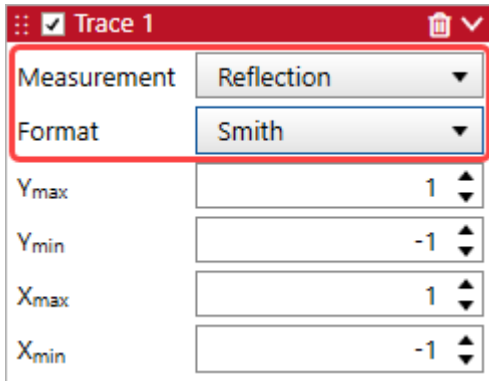 Trace 1
Measurement Reflection
Format Smith
Ymax 1
Ymin -1
Xmax 1
Xmin -1